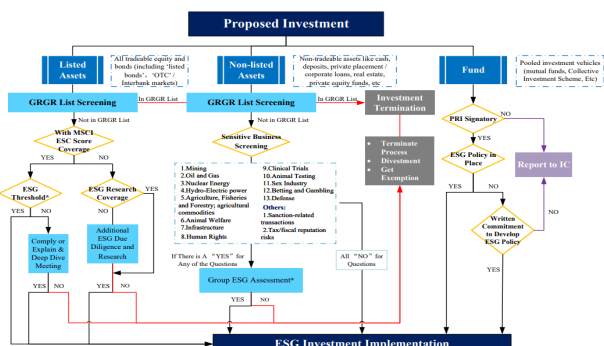 Proposed Investment
Listed
Assets
All tradeable equity and
bonds (including 'listed
bonds', 'OTC' /
Interbank markets)
Non-listed
Assets
Non-tradeable assets like cash,
deposits, private placement /
corporate loans, real estate,
private equity funds, etc
Fund
Pooled investment vehicles
(mutual funds, Collective
Investment Scheme, Etc)
GRGR List Screening
In GRGR List
GRGR List Screening
In GRGR List
Investment
Termination
Terminate
Process
Divestment
Get
Exemption
Not in GRGR List
Not in GRGR List
With MSCI
ESC Score
Coverage
YES
NO
Sensitive Business
Screening
PRI Signatory
NO
YES
ESG Policy in
Place
NO
Report to IC
YES
NO
ESG
Threshold*
ESG Research
Coverage
YES
NO
YES
NO
1.Mining
2.Oil and Gas
3.Nuclear Energy
4.Hydro-Electric power
5.Agriculture, Fisheries
and Forestry; agricultural
commodities
6.Animal Welfare
7.Infrastructure
8.Human Rights
9.Clinical Trials
10.Animal Testing
11.Sex Industry
12.Betting and Gambling
13.Defense
Others:
1.Sanction-related
transactions
2.Tax/fiscal reputation
risks
Written
Commitment
to Develop
ESG Policy
YES
Comply or
Explain & Deep Dive
Meeting
Additional
ESG Due
Diligence and
Research
If There is A "YES" for
Any of the Questions
All "NO" for
Questions
Group ESG Assessment*
YES
NO
YES
NO
YES
NO
ESG Investment Implementation